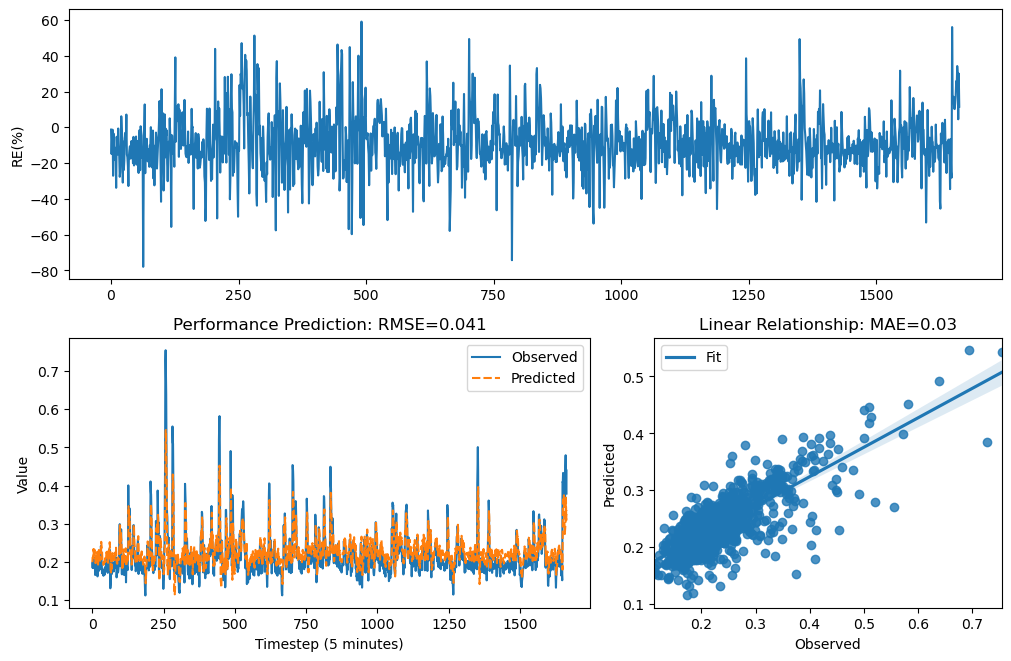 RE(%)
60
40
20
0
−20
−40
−60
−80
0 250 500 750 1000 1250 1500
Performance Prediction: RMSE=0.041
Value
0.7
0.6
0.5
0.4
0.3
0.2
0.1
Observed
Predicted
0 250 500 750 1000 1250 1500
Timestep (5 minutes)
Linear Relationship: MAE=0.03
Predicted
0.5
0.4
0.3
0.2
0.1
Fit
0.2 0.3 0.4 0.5 0.6 0.7
Observed